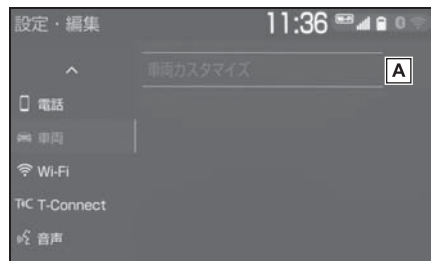 設定・編集 11:36
車両カスタマイズ A
電話
車両
Wi-Fi
T-Connect
音声